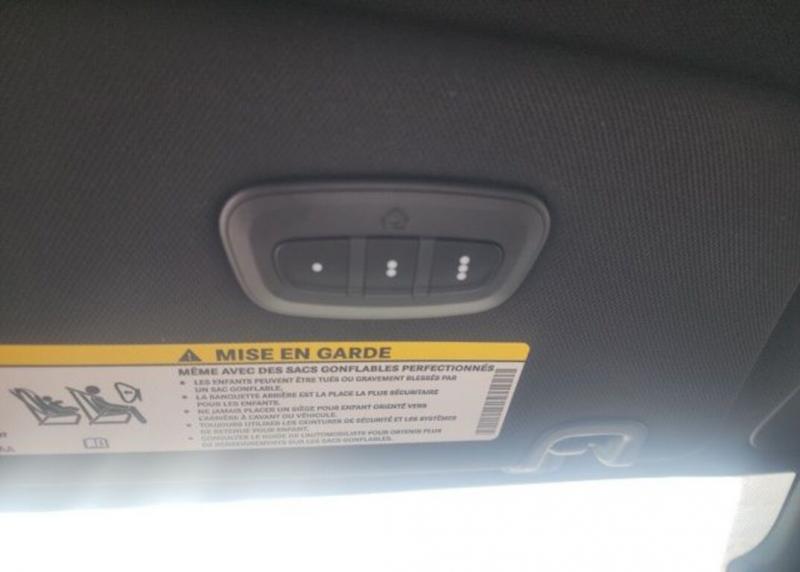 MISE EN GARDE
MÊME AVEC DES SACS GONFLABLES PERFECTIONNÉS
• LES ENFANTS PEUVENT ÊTRE TUÉS OU GRAVEMENT BLESSÉS PAR
UN SAC GONFLABLE.
• LA BANQUETTE ARRIÈRE EST LA PLACE LA PLUS SÉCURITAIRE
POUR LES ENFANTS.
• NE JAMAIS PLACER UN SIÈGE POUR ENFANT ORIENTÉ VERS
L'ARRIÈRE À L'AVANT DU VÉHICULE.
• TOUJOURS UTILISER LES CEINTURES DE SÉCURITÉ ET LES SYSTÈMES
DE RETENUE POUR ENFANT.
• CONSULTER LE GUIDE DE L'AUTOMOBILISTE POUR OBTENIR PLUS
DE RENSEIGNEMENTS SUR LES SACS GONFLABLES.